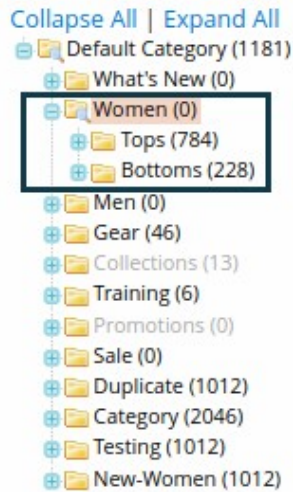 Collapse All | Expand All
Default Category (1181)
What's New (0)
Women (0)
Tops (784)
Bottoms (228)
Men (0)
Gear (46)
Collections (13)
Training (6)
Promotions (0)
Sale (0)
Duplicate (1012)
Category (2046)
Testing (1012)
New-Women (1012)